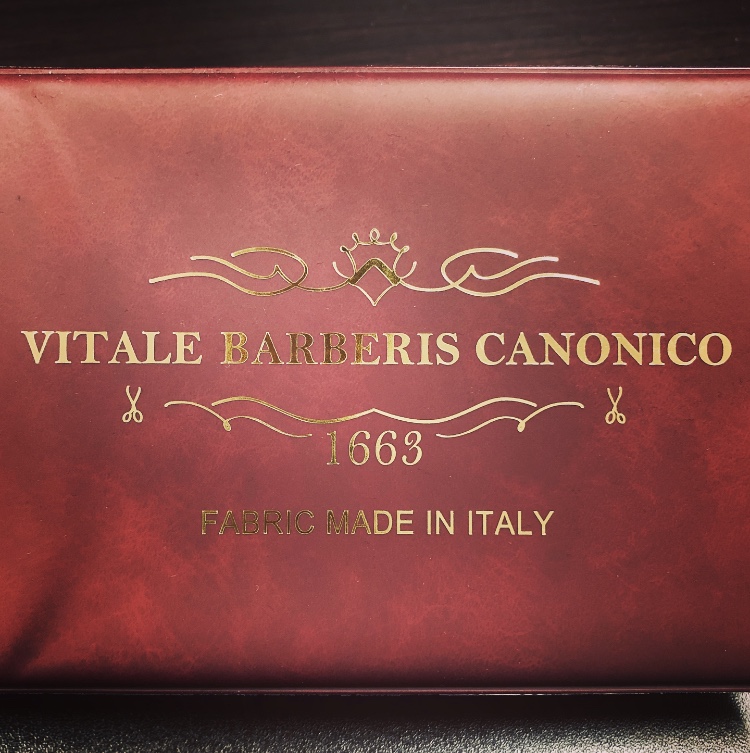 VITALE BARBERIS CANONICO
1663
FABRIC MADE IN ITALY